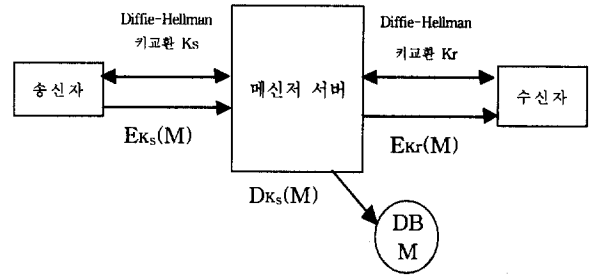 Diffie-Hellman
키교환 Ks
Diffie-Hellman
키교환 Kr
송신자
메신저 서버
수신자
EKs(M)
EKr(M)
DKs(M)
DB
M